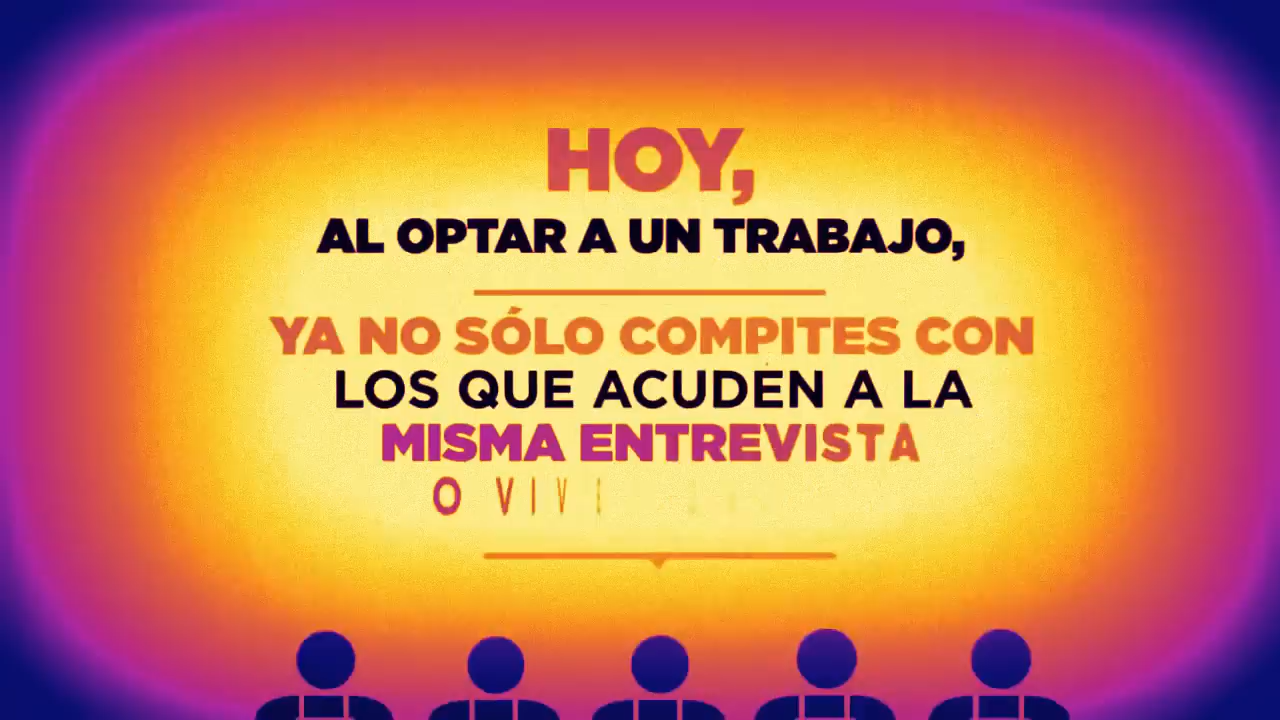 HOY,
AL OPTAR A UN TRABAJO,
YA NO SÓLO COMPITES CON
LOS QUE ACUDEN A LA
MISMA ENTREVISTA
O